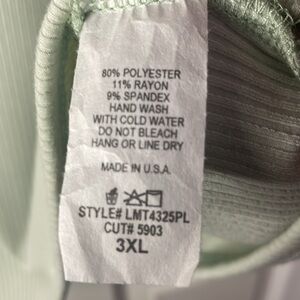 80% POLYESTER
11% RAYON
9% SPANDEX
HAND WASH
WITH COLD WATER
DO NOT BLEACH
HANG OR LINE DRY
MADE IN U.S.A.
STYLE# LMT4325PL
CUT# 5903
3XL